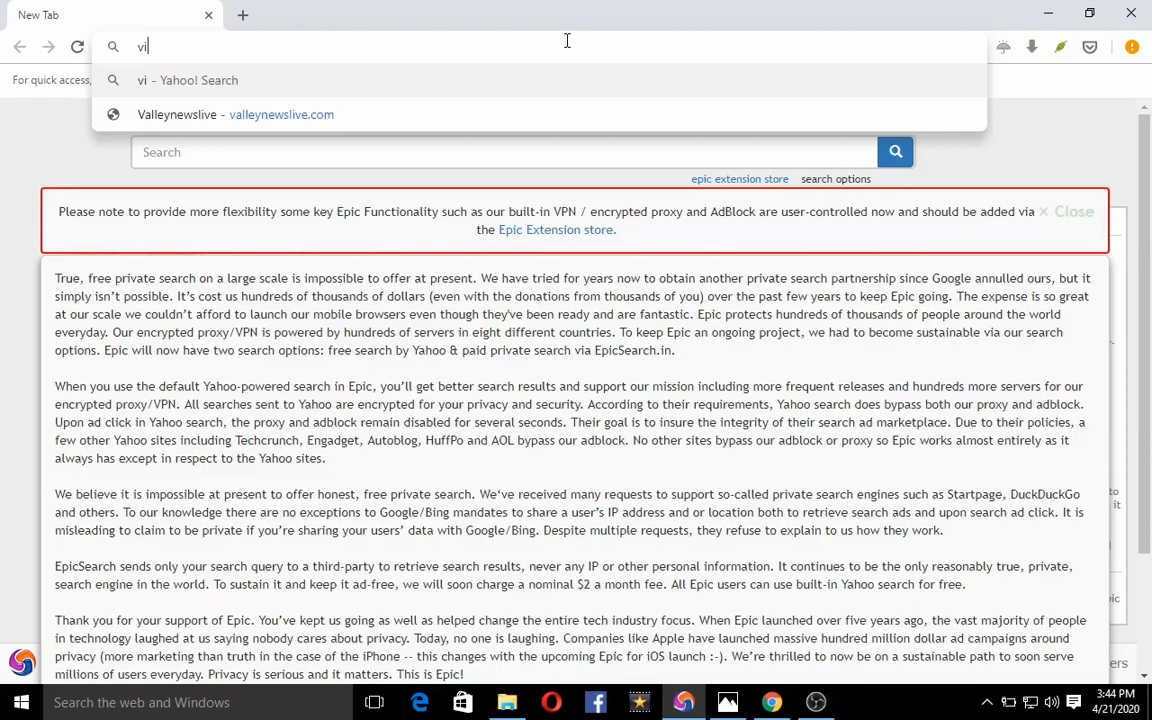 New Tab
vi
For quick access,
vi - Yahoo! Search
Valleynewslive - valleynewslive.com
Search
epic extension store search options
Please note to provide more flexibility some key Epic Functionality such as our built-in VPN / encrypted proxy and AdBlock are user-controlled now and should be added via
× Close
the Epic Extension store.
True, free private search on a large scale is impossible to offer at present. We have tried for years now to obtain another private search partnership since Google annulled ours, but it
simply isn't possible. It's cost us hundreds of thousands of dollars (even with the donations from thousands of you) over the past few years to keep Epic going. The expense is so great
at our scale we couldn't afford to launch our mobile browsers even though they've been ready and are fantastic. Epic protects hundreds of thousands of people around the world
everyday. Our encrypted proxy/VPN is powered by hundreds of servers in eight different countries. To keep Epic an ongoing project, we had to become sustainable via our search
options. Epic will now have two search options: free search by Yahoo & paid private search via EpicSearch.in.
When you use the default Yahoo-powered search in Epic, you'll get better search results and support our mission including more frequent releases and hundreds more servers for our
encrypted proxy/VPN. All searches sent to Yahoo are encrypted for your privacy and security. According to their requirements, Yahoo search does bypass both our proxy and adblock.
Upon ad click in Yahoo search, the proxy and adblock remain disabled for several seconds. Their goal is to insure the integrity of their search ad marketplace. Due to their policies, a
few other Yahoo sites including Techcrunch, Engadget, Autoblog, HuffPo and AOL bypass our adblock. No other sites bypass our adblock or proxy so Epic works almost entirely as it
always has except in respect to the Yahoo sites.
We believe it is impossible at present to offer honest, free private search. We've received many requests to support so-called private search engines such as Startpage, DuckDuckGo
and others. To our knowledge there are no exceptions to Google/Bing mandates to share a user's IP address and or location both to retrieve search ads and upon search ad click. It is
misleading to claim to be private if you're sharing your users' data with Google/Bing. Despite multiple requests, they refuse to explain to us how they work.
EpicSearch sends only your search query to a third-party to retrieve search results, never any IP or other personal information. It continues to be the only reasonably true, private,
search engine in the world. To sustain it and keep it ad-free, we will soon charge a nominal $2 a month fee. All Epic users can use built-in Yahoo search for free.
Thank you for your support of Epic. You've kept us going as well as helped change the entire tech industry focus. When Epic launched over five years ago, the vast majority of people
in technology laughed at us saying nobody cares about privacy. Today, no one is laughing. Companies like Apple have launched massive hundred million dollar ad campaigns around
privacy (more marketing than truth in the case of the iPhone -- this changes with the upcoming Epic for iOS launch :-). We're thrilled to now be on a sustainable path to soon serve
millions of users everyday. Privacy is serious and it matters. This is Epic!
to
it
pic
ers
Search the web and Windows
3:44 PM
4/21/2020